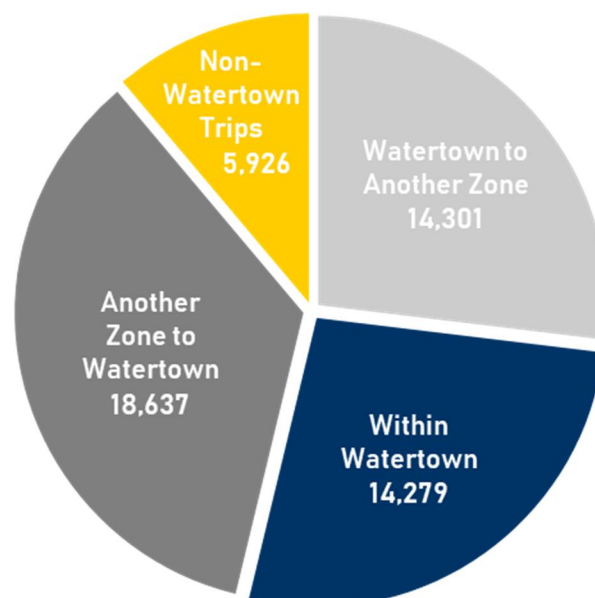 Non-
Watertown
Trips
5,926
Watertown to
Another Zone
14,301
Another
Zone to
Watertown
18,637
Within
Watertown
14,279